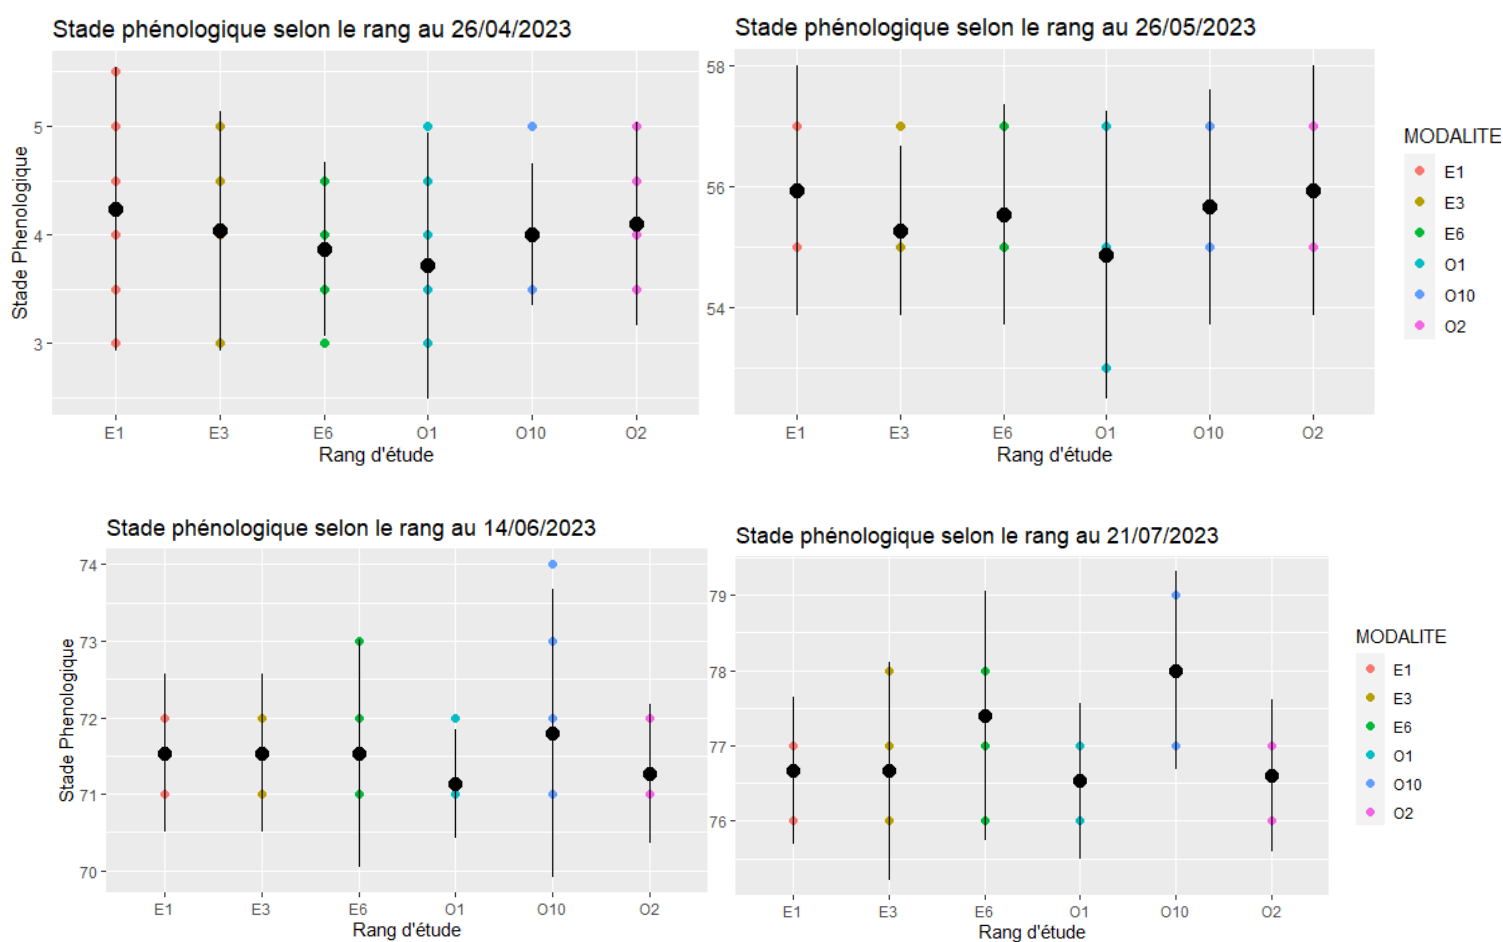 Stade phénologique selon le rang au 26/04/2023
Stade Phenologique
5
4
3
E1 E3 E6 O1 O10 O2
Rang d'étude
Stade phénologique selon le rang au 26/05/2023
58
56
54
E1 E3 E6 O1 O10 O2
Rang d'étude
MODALITE
E1
E3
E6
O1
O10
O2
Stade phénologique selon le rang au 14/06/2023
Stade Phenologique
74
73
72
71
70
E1 E3 E6 O1 O10 O2
Rang d'étude
Stade phénologique selon le rang au 21/07/2023
79
78
77
76
E1 E3 E6 O1 O10 O2
Rang d'étude
MODALITE
E1
E3
E6
O1
O10
O2